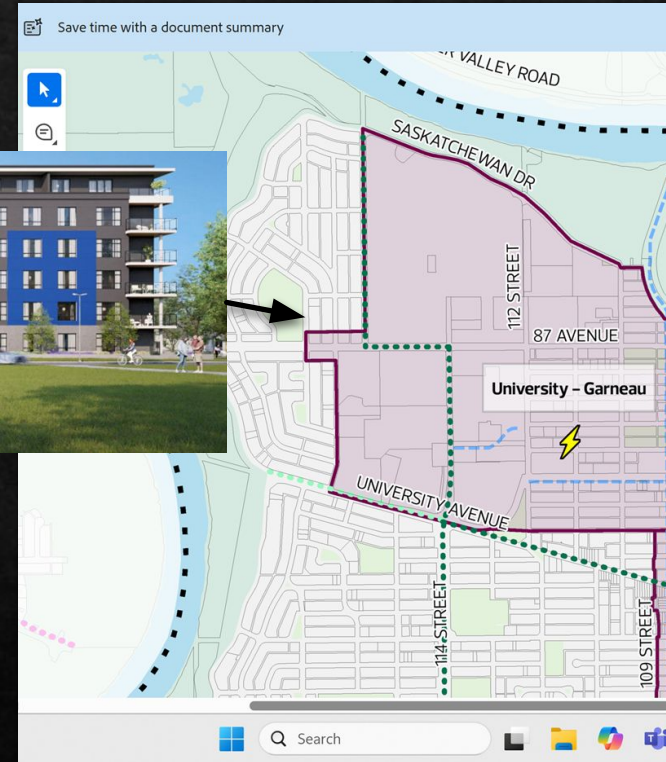 Save time with a document summary
ER VALLEY ROAD
SASKATCHEWAN DR
112 STREET
87 AVENUE
University – Garneau
UNIVERSITY AVENUE
114 STREET
109 STREET
Search